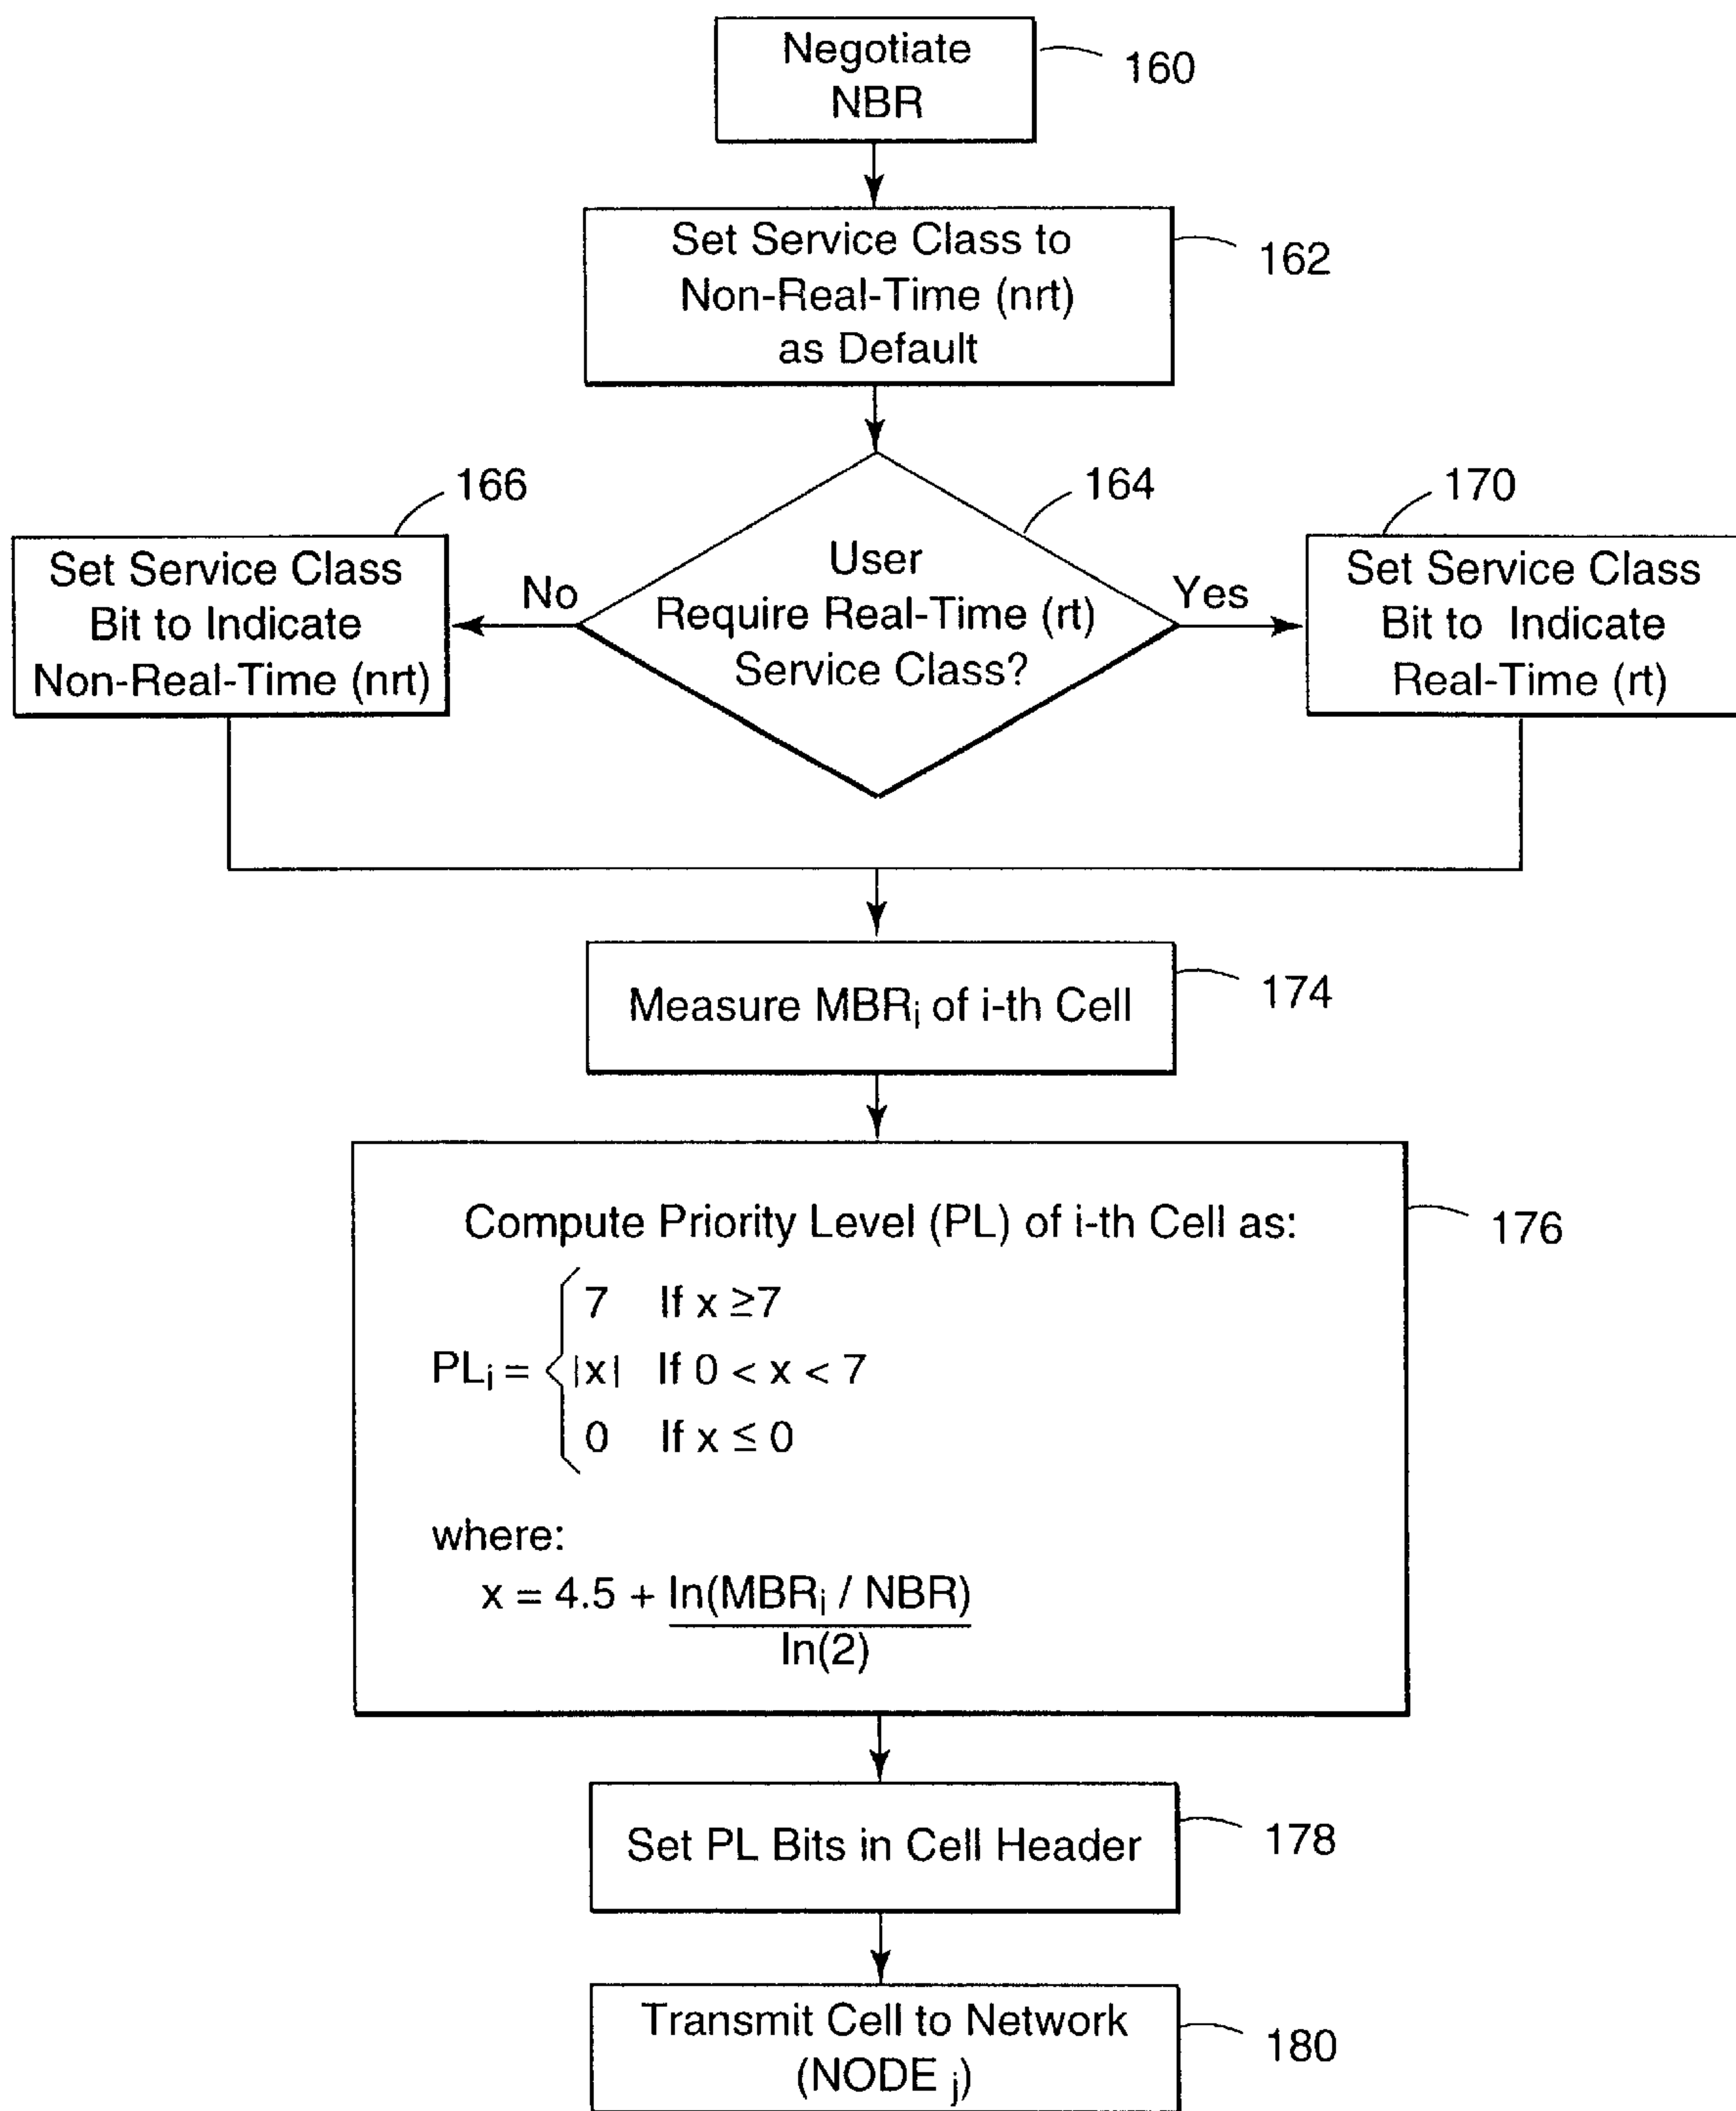 Negotiate
NBR
160
Set Service Class to
Non-Real-Time (nrt)
as Default
162
166
164
170
Set Service Class
Bit to Indicate
Non-Real-Time (nrt)
No
User
Require Real-Time (rt)
Service Class?
Yes
Set Service Class
Bit to Indicate
Real-Time (rt)
Measure MBRi of i-th Cell
174
Compute Priority Level (PL) of i-th Cell as:
176
7 If x ≥7
PLi = { |x| If 0 < x < 7
0 If x ≤ 0
where:
x = 4.5 + ln(MBRi / NBR)
ln(2)
Set PL Bits in Cell Header
178
Transmit Cell to Network
(NODE j)
180